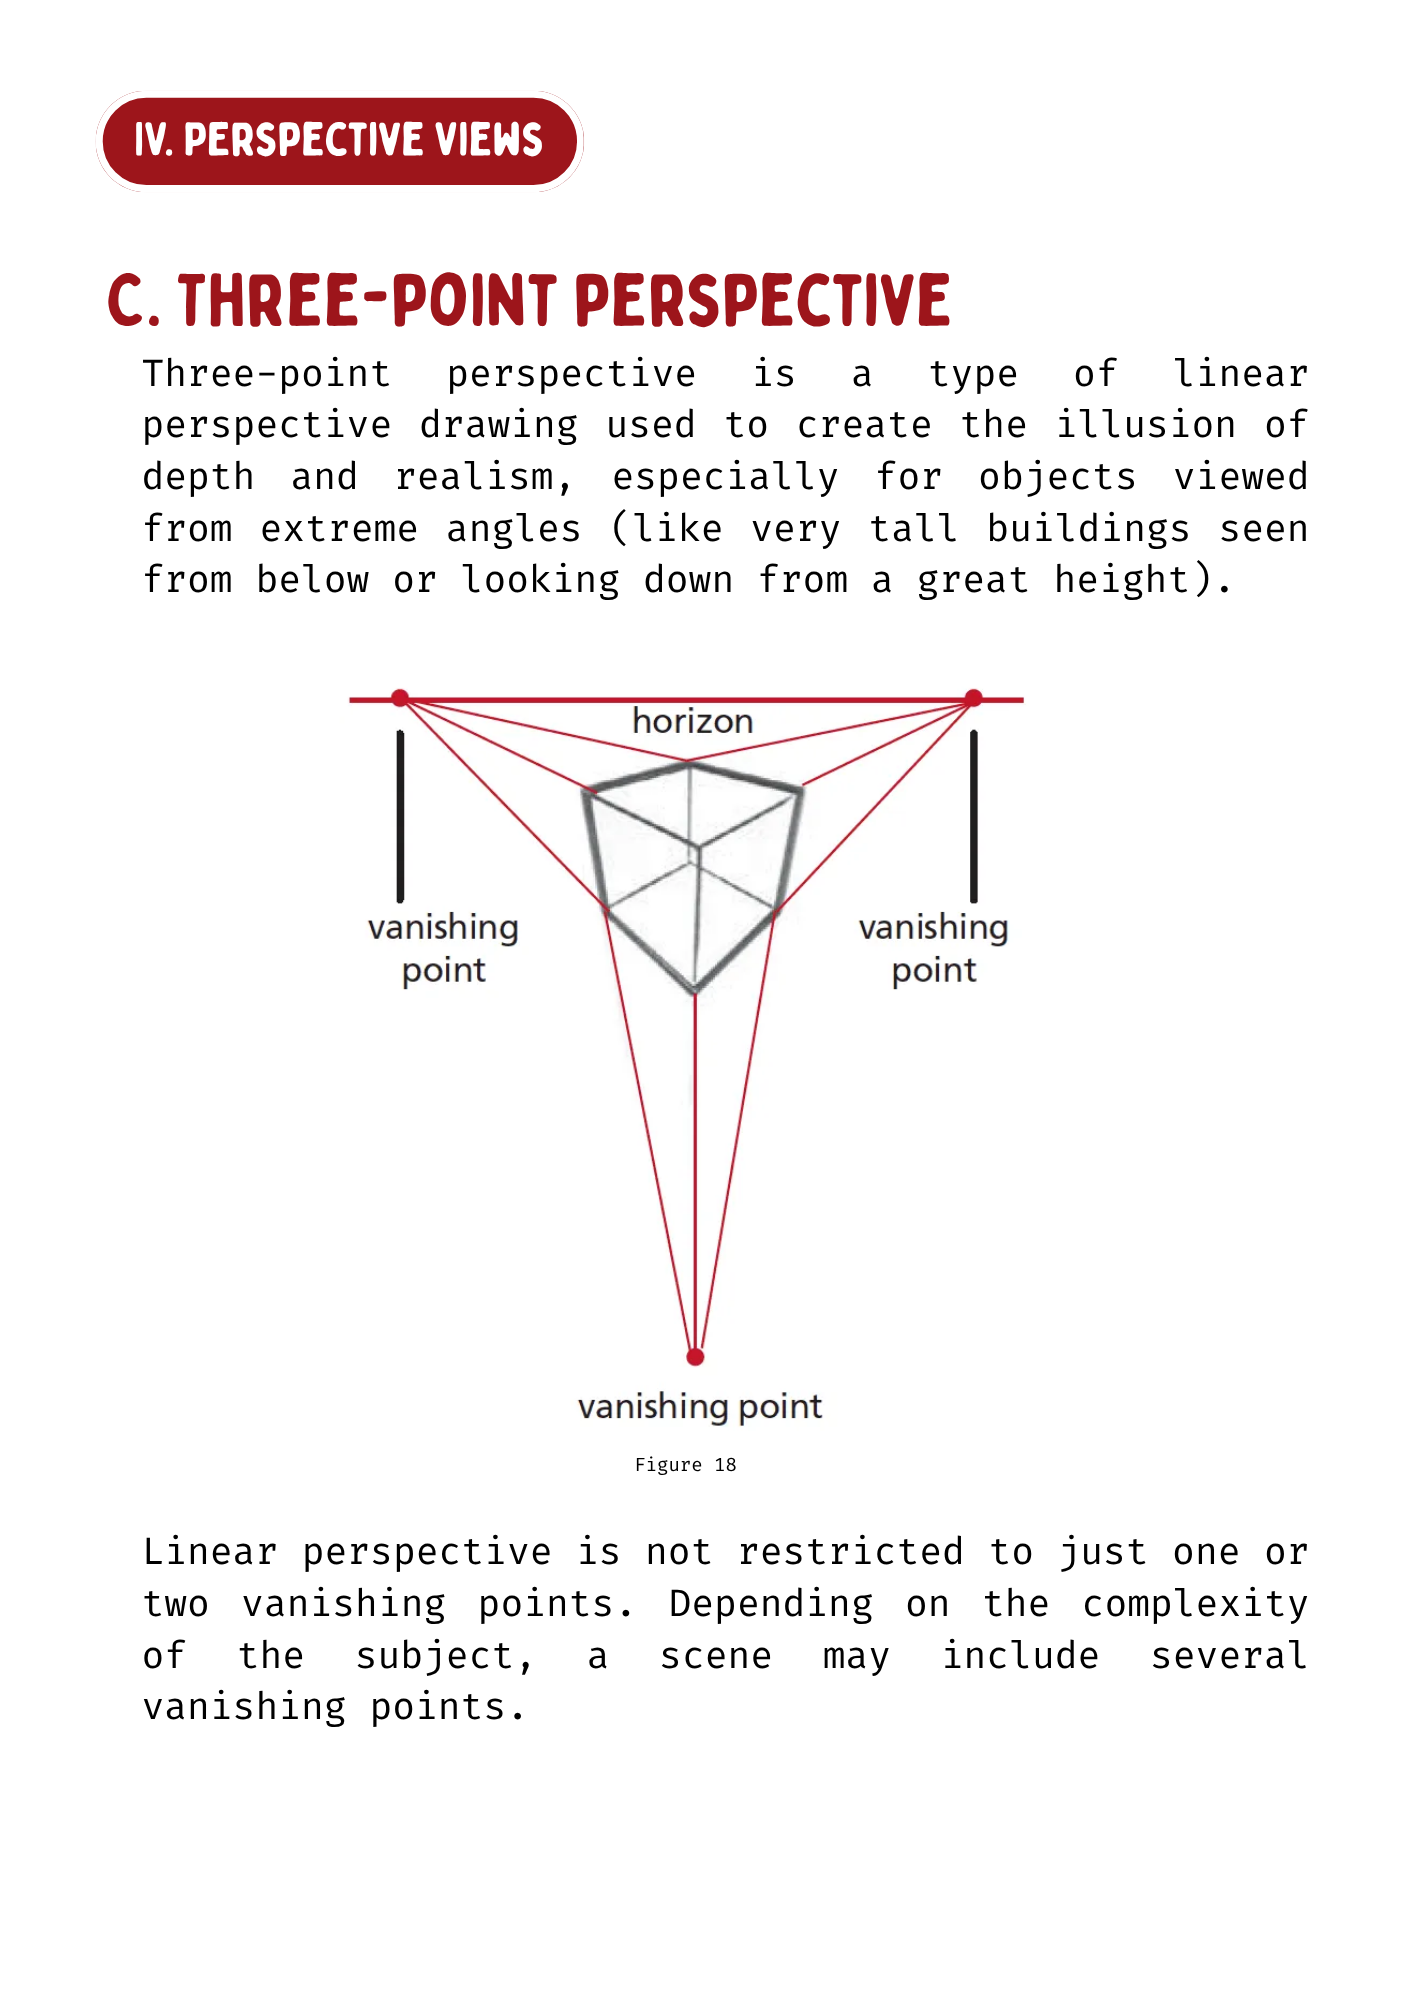 IV. PERSPECTIVE VIEWS
C. THREE-POINT PERSPECTIVE
Three-point perspective is a type of linear
perspective drawing used to create the illusion of
depth and realism, especially for objects viewed
from extreme angles (like very tall buildings seen
from below or looking down from a great height).
horizon
vanishing
point
vanishing
point
vanishing point
Figure 18
Linear perspective is not restricted to just one or
two vanishing points. Depending on the complexity
of the subject, a scene may include several
vanishing points.